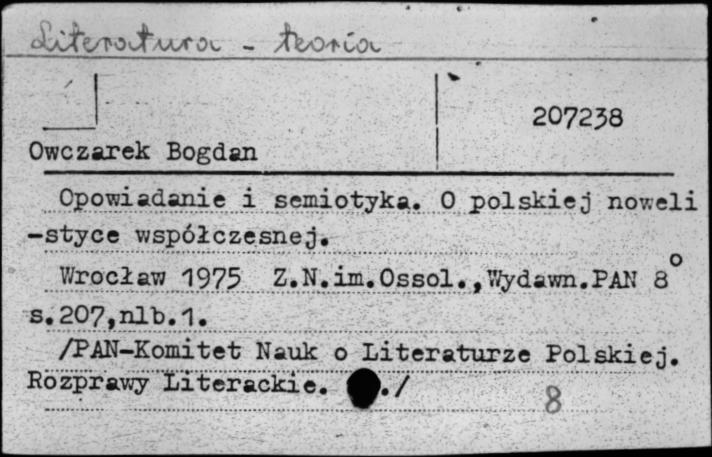 Literatura - teoria
207238
Owczarek Bogdan
Opowiadanie i semiotyka. O polskiej noweli
-styce współczesnej.
Wrocław 1975 Z.N.im.Ossol.,Wydawn.PAN 8°
s.207,nlb.1.
/PAN-Komitet Nauk o Literaturze Polskiej.
Rozprawy Literackie. ./
8